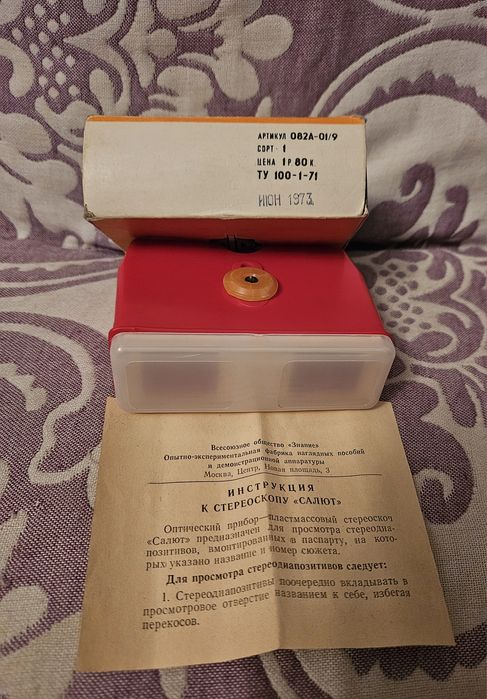 АРТИКУЛ 082А-01/9
СОРТ · 1
ЦЕНА 1 Р. 80 К.
ТУ 100-1-71
ИЮН 1973
Всесоюзное общество «Знание»
Опытно-экспериментальная фабрика наглядных пособий
и демонстрационной аппаратуры
Москва, Центр, Новая площадь, 3
ИНСТРУКЦИЯ
К СТЕРЕОСКОПУ «САЛЮТ»
Оптический прибор—пластмассовый стереоскоп
«Салют» предназначен для просмотра стереодиа-
позитивов, вмонтированных в паспарту, на кото-
рых указано название и номер сюжета.
Для просмотра стереодиапозитивов следует:
1. Стереодиапозитивы поочередно вкладывать в
просмотровое отверстие названием к себе, избегая
перекосов.